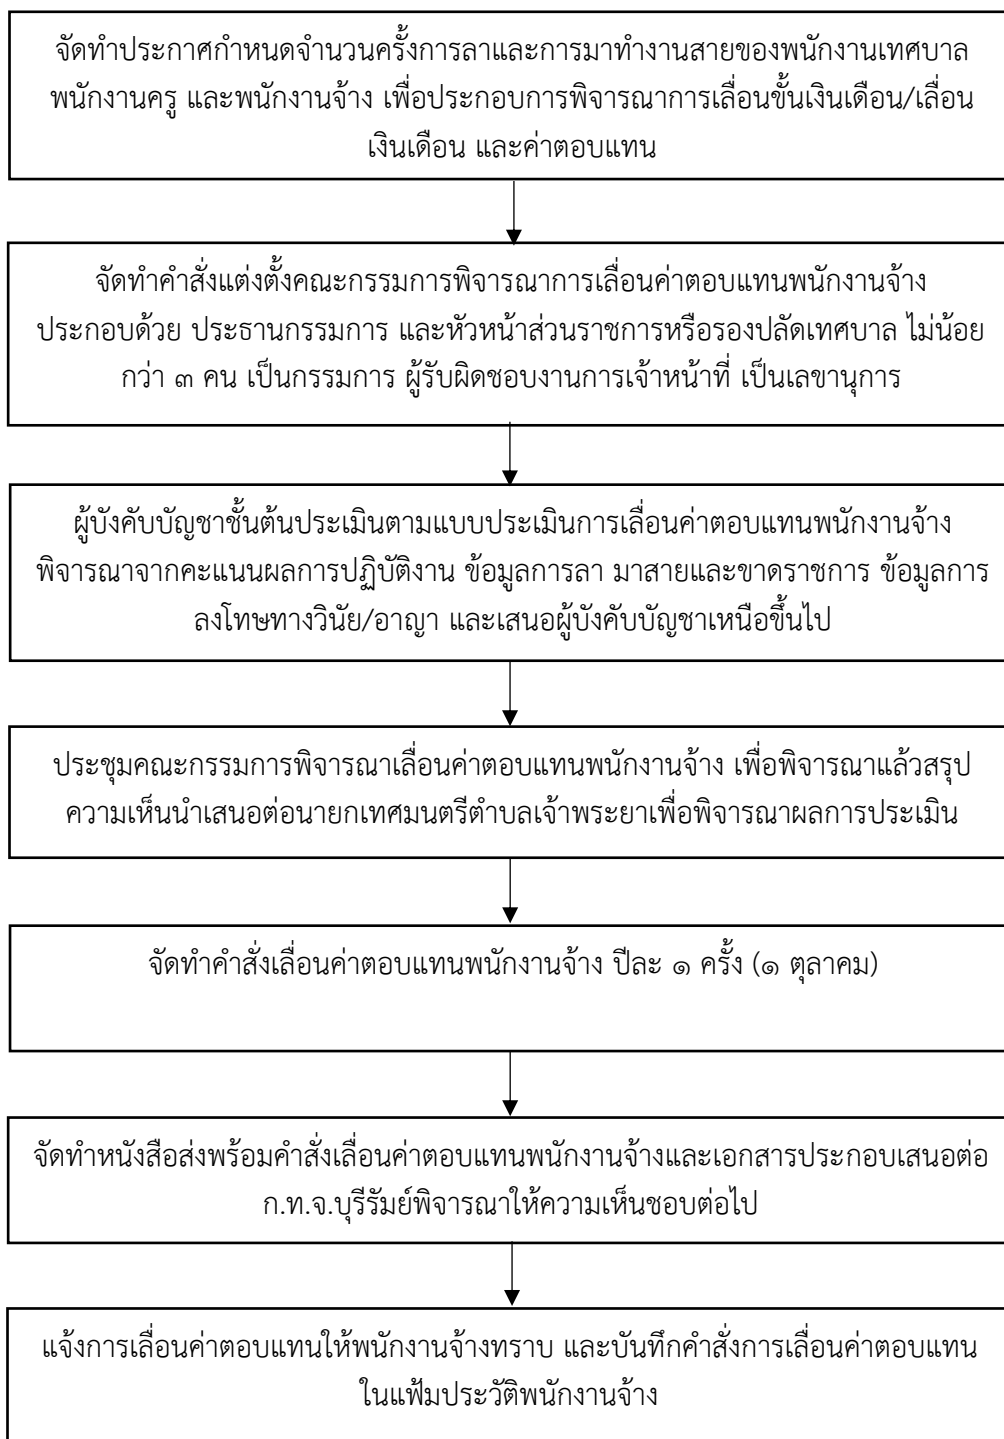 จัดทำประกาศกำหนดจำนวนครั้งการลาและการมาทำงานสายของพนักงานเทศบาล
พนักงานครู และพนักงานจ้าง เพื่อประกอบการพิจารณาการเลื่อนขั้นเงินเดือน/เลื่อน
เงินเดือน และค่าตอบแทน
จัดทำคำสั่งแต่งตั้งคณะกรรมการพิจารณาการเลื่อนค่าตอบแทนพนักงานจ้าง
ประกอบด้วย ประธานกรรมการ และหัวหน้าส่วนราชการหรือรองปลัดเทศบาล ไม่น้อย
กว่า ๓ คน เป็นกรรมการ ผู้รับผิดชอบงานการเจ้าหน้าที่ เป็นเลขานุการ
ผู้บังคับบัญชาชั้นต้นประเมินตามแบบประเมินการเลื่อนค่าตอบแทนพนักงานจ้าง
พิจารณาจากคะแนนผลการปฏิบัติงาน ข้อมูลการลา มาสายและขาดราชการ ข้อมูลการ
ลงโทษทางวินัย/อาญา และเสนอผู้บังคับบัญชาเหนือขึ้นไป
ประชุมคณะกรรมการพิจารณาเลื่อนค่าตอบแทนพนักงานจ้าง เพื่อพิจารณาแล้วสรุป
ความเห็นนำเสนอต่อนายกเทศมนตรีตำบลเจ้าพระยาเพื่อพิจารณาผลการประเมิน
จัดทำคำสั่งเลื่อนค่าตอบแทนพนักงานจ้าง ปีละ ๑ ครั้ง (๑ ตุลาคม)
จัดทำหนังสือส่งพร้อมคำสั่งเลื่อนค่าตอบแทนพนักงานจ้างและเอกสารประกอบเสนอต่อ
ก.ท.จ.บุรีรัมย์พิจารณาให้ความเห็นชอบต่อไป
แจ้งการเลื่อนค่าตอบแทนให้พนักงานจ้างทราบ และบันทึกคำสั่งการเลื่อนค่าตอบแทน
ในแฟ้มประวัติพนักงานจ้าง